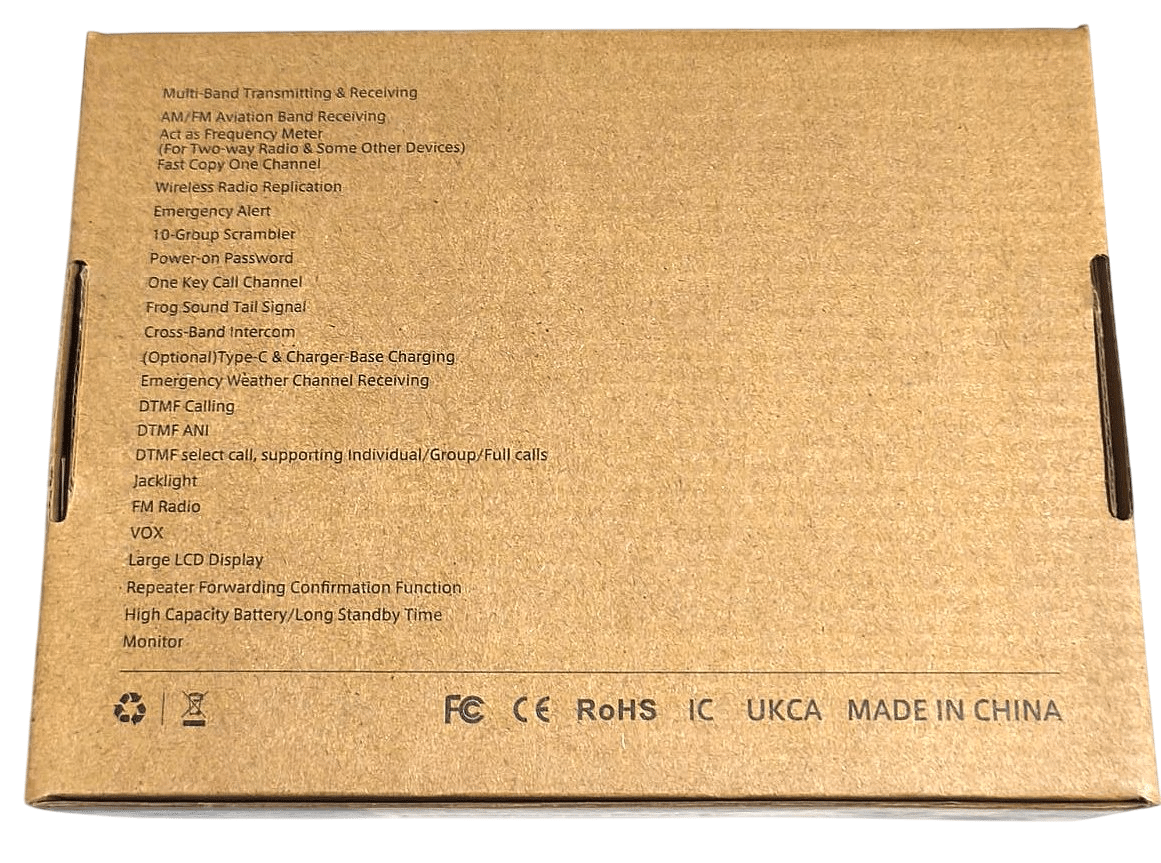 Multi-Band Transmitting & Receiving
AM/FM Aviation Band Receiving
Act as Frequency Meter
(For Two-way Radio & Some Other Devices)
Fast Copy One Channel
Wireless Radio Replication
Emergency Alert
10-Group Scrambler
Power-on Password
One Key Call Channel
Frog Sound Tail Signal
Cross-Band Intercom
(Optional)Type-C & Charger-Base Charging
Emergency Weather Channel Receiving
DTMF Calling
DTMF ANI
DTMF select call, supporting Individual/Group/Full calls
Jacklight
FM Radio
VOX
Large LCD Display
Repeater Forwarding Confirmation Function
High Capacity Battery/Long Standby Time
Monitor
FC CE RoHS IC UKCA MADE IN CHINA